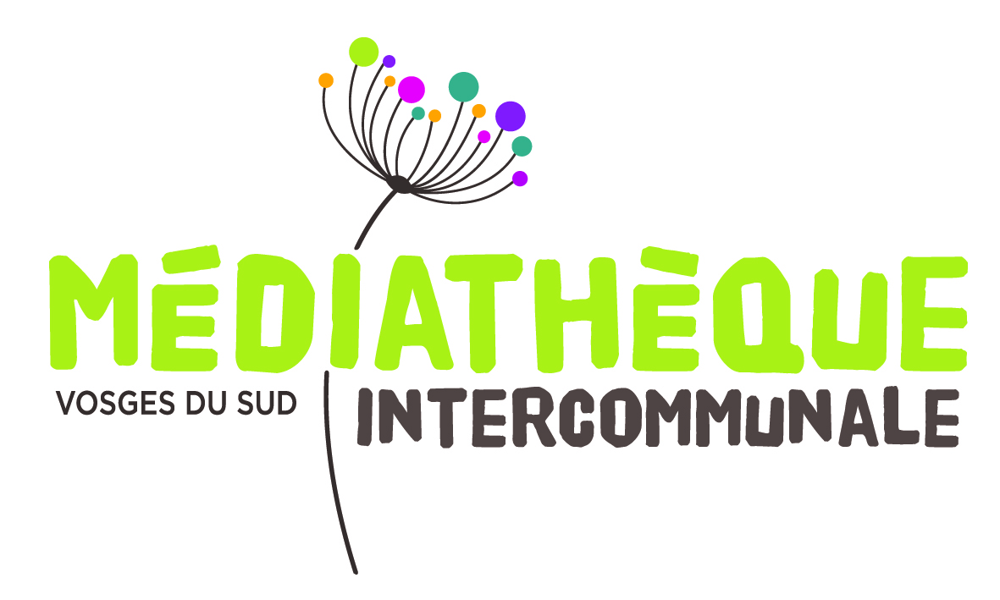 MÉDIATHÈQUE
VOSGES DU SUD
INTERCOMMUNALE